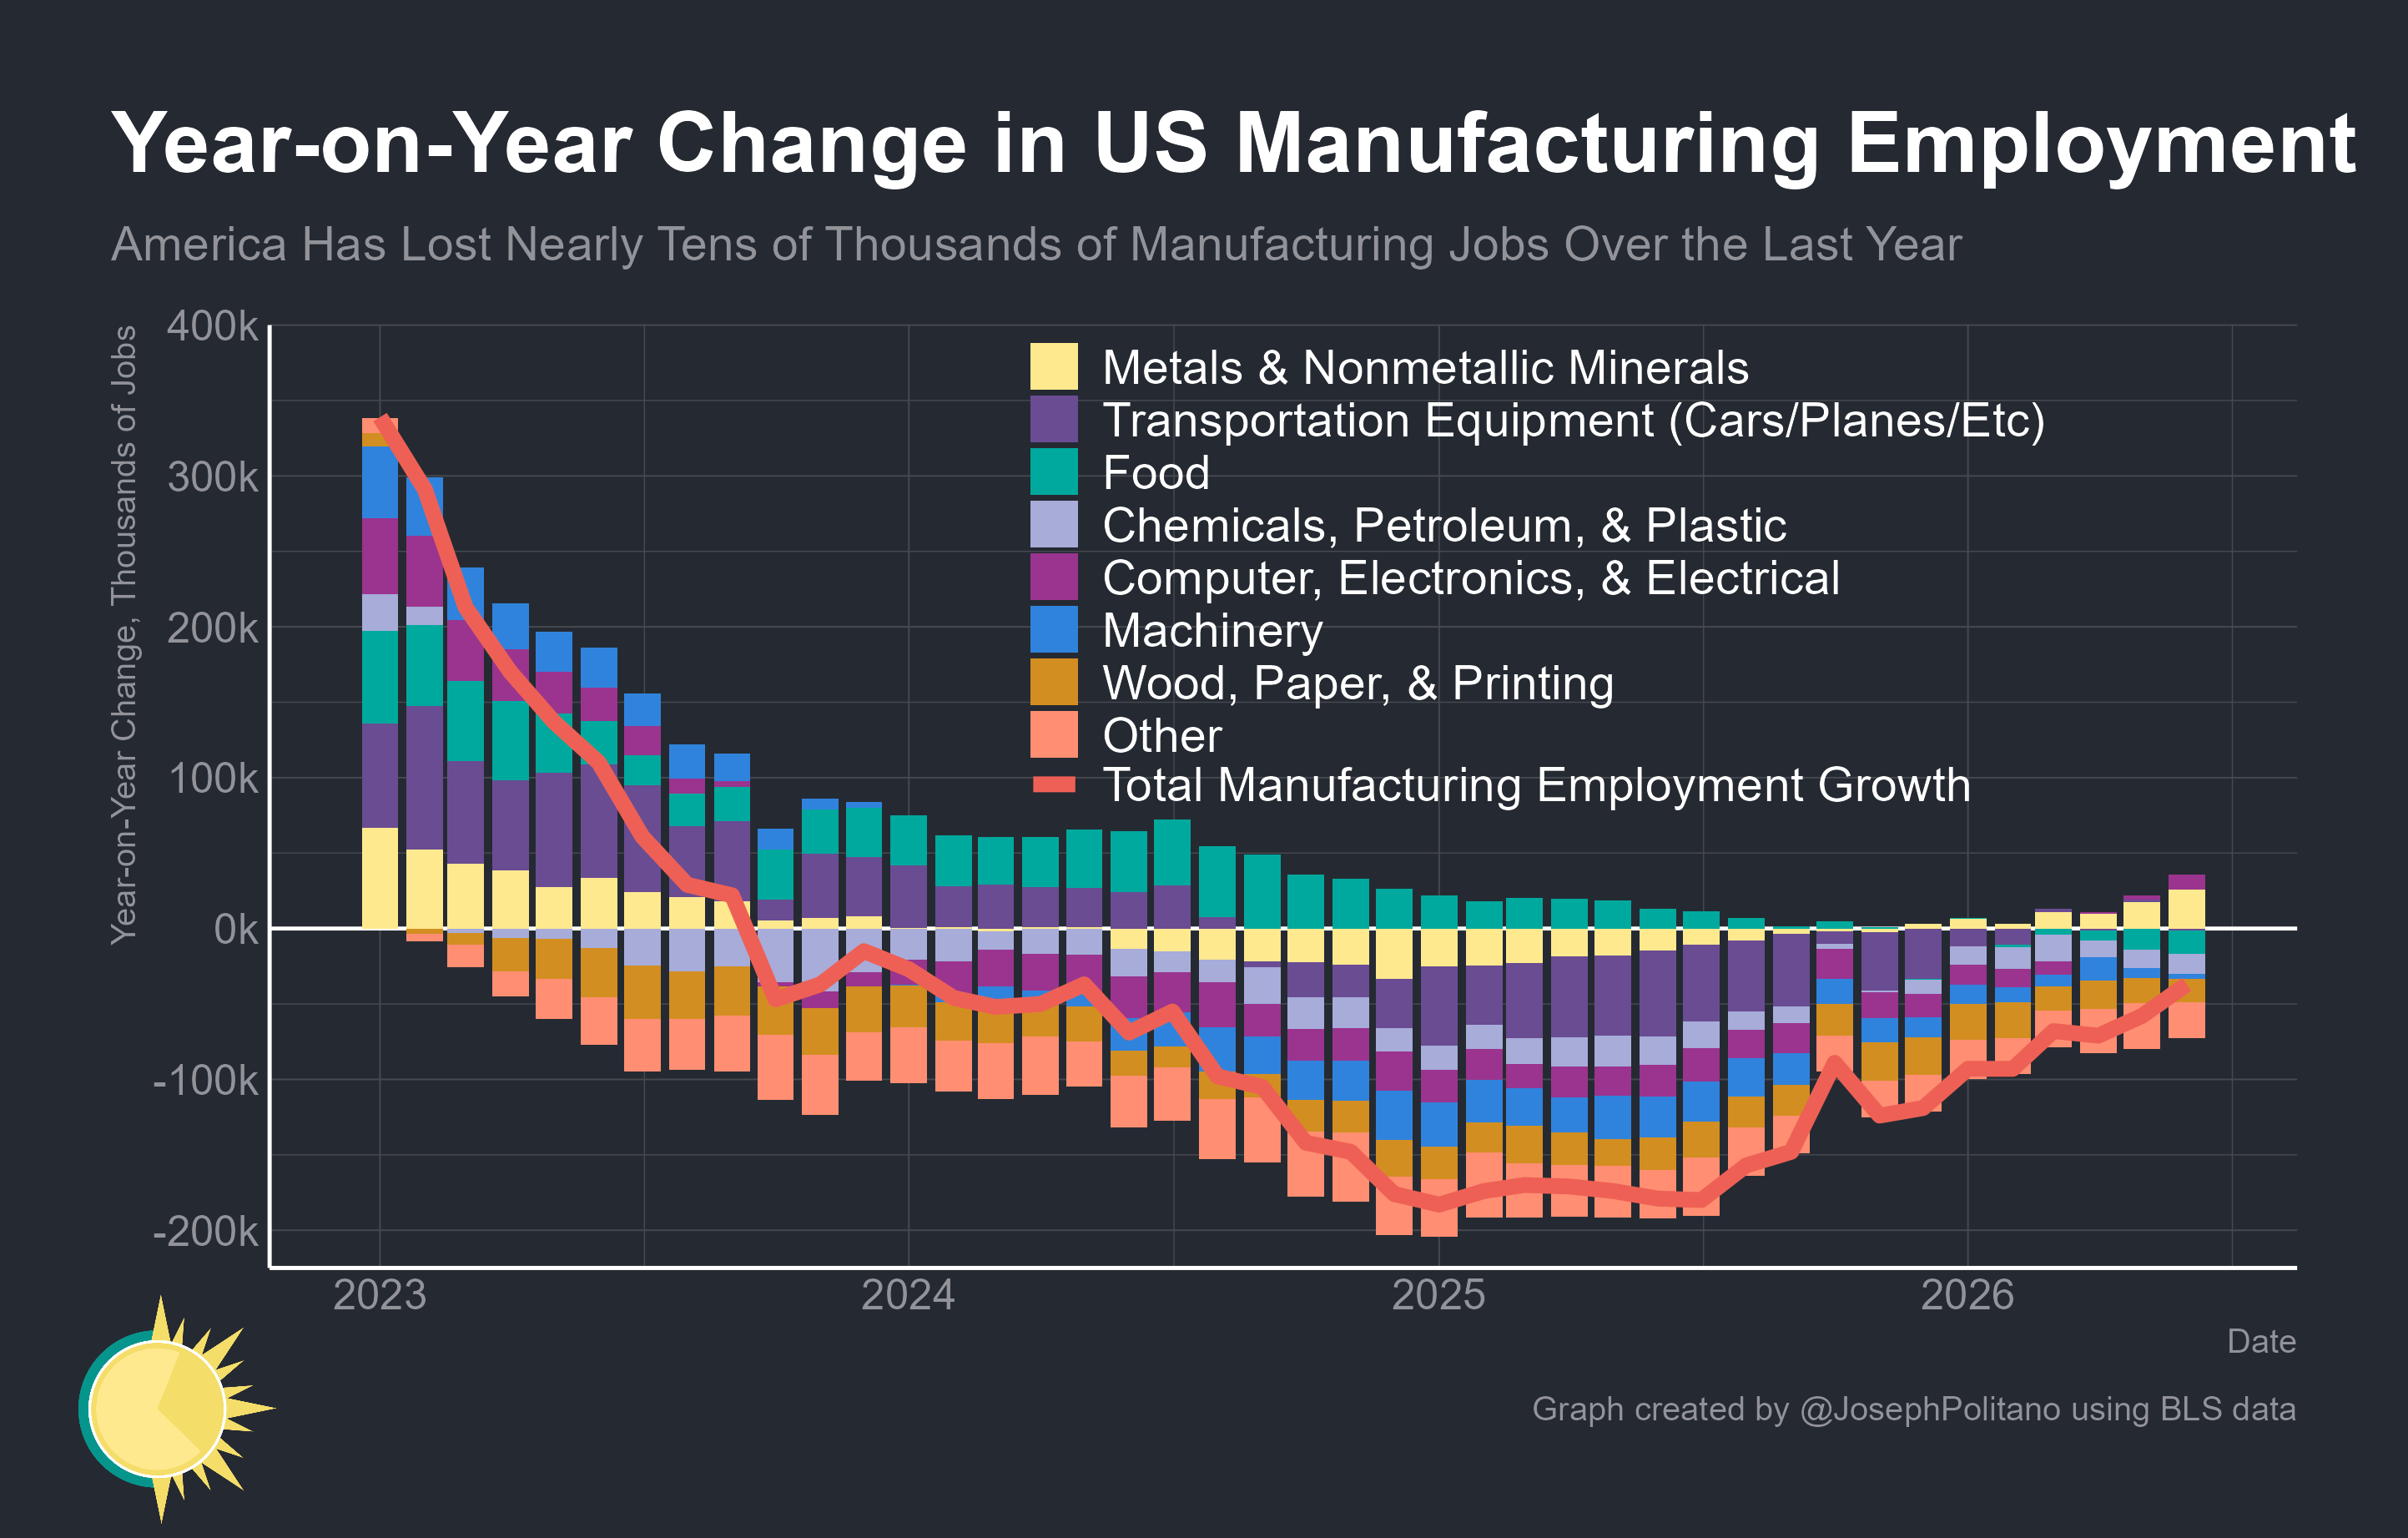 Year-on-Year Change in US Manufacturing Employment
America Has Lost Nearly Tens of Thousands of Manufacturing Jobs Over the Last Year
Year-on-Year Change, Thousands of Jobs
400k
300k
200k
100k
0k
-100k
-200k
Metals & Nonmetallic Minerals
Transportation Equipment (Cars/Planes/Etc)
Food
Chemicals, Petroleum, & Plastic
Computer, Electronics, & Electrical
Machinery
Wood, Paper, & Printing
Other
Total Manufacturing Employment Growth
2023 2024 2025 2026
Date
Graph created by @JosephPolitano using BLS data